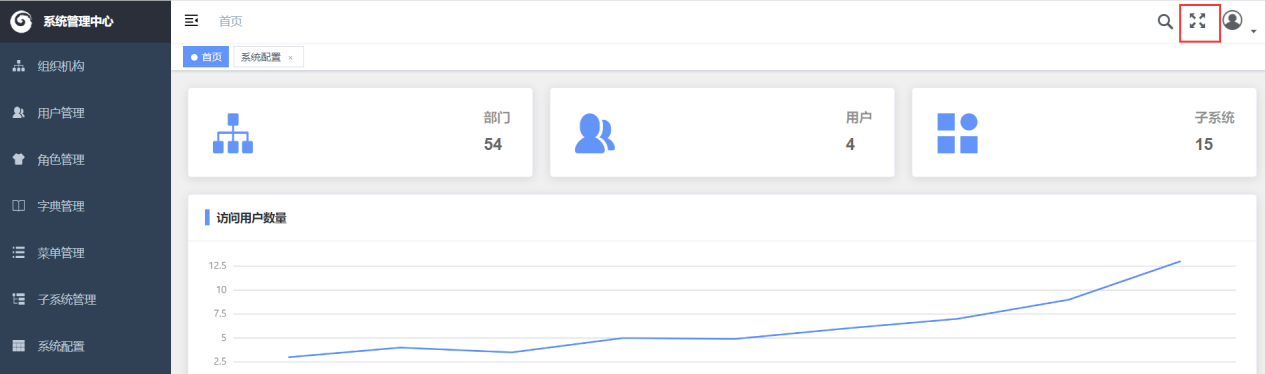 系统管理中心
首页
首页
系统配置 ×
组织机构
用户管理
角色管理
字典管理
菜单管理
子系统管理
系统配置
部门
54
用户
4
子系统
15
访问用户数量
12.5
10
7.5
5
2.5